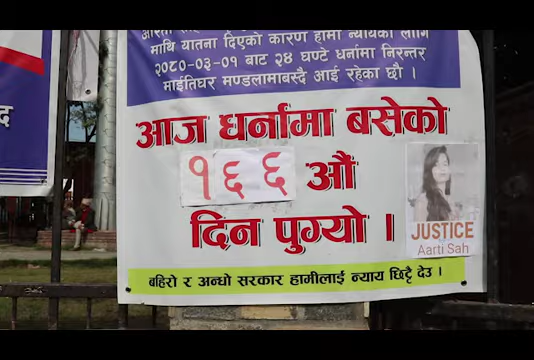 माथि यातना दिएको कारण हामी न्यायको लागि
२०८०-०३-०१ बाट २४ घण्टे धर्नामा निरन्तर
माईतिघर मण्डलामाबस्दै आई रहेका छौं ।
आज धर्नामा बसेको
१६६ औं
दिन पुग्यो ।
JUSTICE
Aarti Sah
बहिरो र अन्धो सरकार हामीलाई न्याय छिट्टै देउ ।